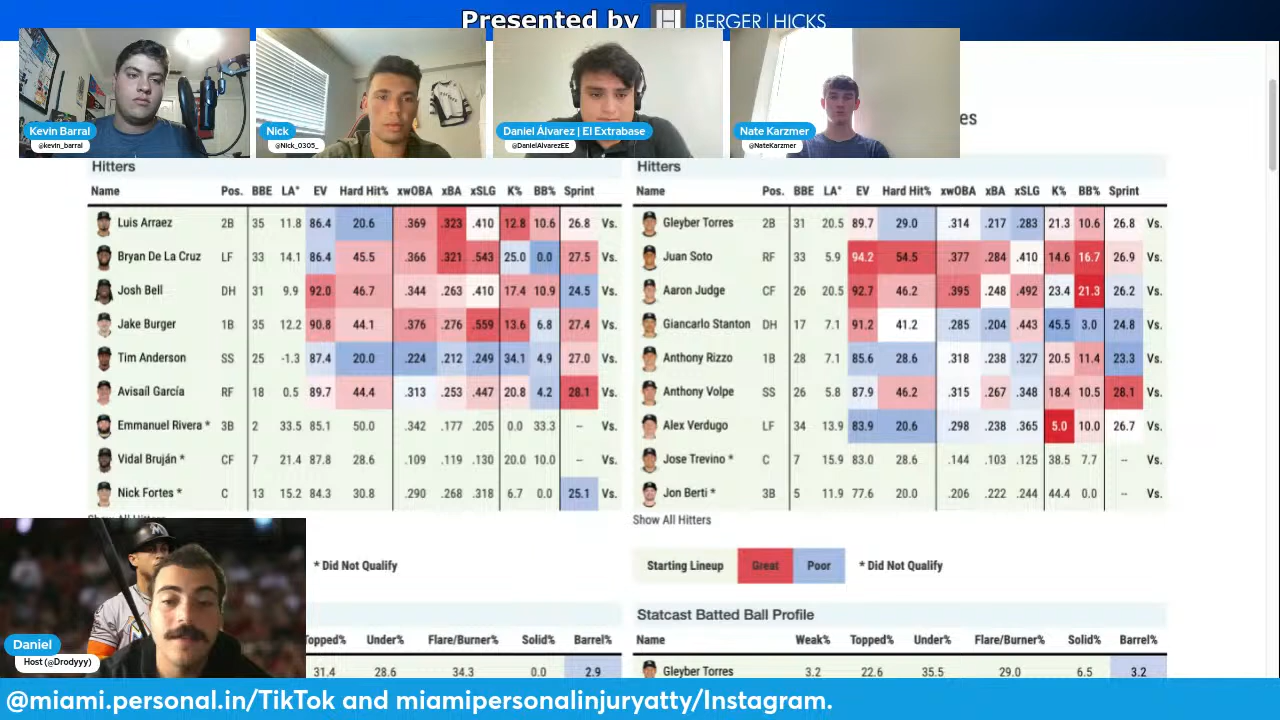 Presented by BERGER | HICKS
Kevin Barral
@kevin_barral
Nick
@Nick_0305_
Daniel Álvarez | El Extrabase
@DanielAlvarezEE
Nate Karzmer
@NateKarzmer
es
Hitters
Name Pos. BBE LA° EV Hard Hit% xwOBA xBA xSLG K% BB% Sprint
Luis Arraez 2B 35 11.8 86.4 20.6 .369 .323 .410 12.8 10.6 26.8 Vs.
Bryan De La Cruz LF 33 14.1 86.4 45.5 .366 .321 .543 25.0 0.0 27.5 Vs.
Josh Bell DH 31 9.9 92.0 46.7 .344 .263 .410 17.4 10.9 24.5 Vs.
Jake Burger 1B 35 12.2 90.8 44.1 .376 .276 .559 13.6 6.8 27.4 Vs.
Tim Anderson SS 25 -1.3 87.4 20.0 .224 .212 .249 34.1 4.9 27.0 Vs.
Avisaíl García RF 18 0.5 89.7 44.4 .313 .253 .447 20.8 4.2 28.1 Vs.
Emmanuel Rivera * 3B 2 33.5 85.1 50.0 .342 .177 .205 0.0 33.3 -- Vs.
Vidal Bruján * CF 7 21.4 87.8 28.6 .109 .119 .130 20.0 10.0 -- Vs.
Nick Fortes * C 13 15.2 84.3 30.8 .290 .268 .318 6.7 0.0 25.1 Vs.
Show All Hitters
* Did Not Qualify
Topped% Under% Flare/Burner% Solid% Barrel%
31.4 28.6 34.3 0.0 2.9
Hitters
Name Pos. BBE LA° EV Hard Hit% xwOBA xBA xSLG K% BB% Sprint
Gleyber Torres 2B 31 20.5 89.7 29.0 .314 .217 .283 21.3 10.6 26.8 Vs.
Juan Soto RF 33 5.9 94.2 54.5 .377 .284 .410 14.6 16.7 26.9 Vs.
Aaron Judge CF 26 20.5 92.7 46.2 .395 .248 .492 23.4 21.3 26.2 Vs.
Giancarlo Stanton DH 17 7.1 91.2 41.2 .285 .204 .443 45.5 3.0 24.8 Vs.
Anthony Rizzo 1B 28 7.1 85.6 28.6 .318 .238 .327 20.5 11.4 23.3 Vs.
Anthony Volpe SS 26 5.8 87.9 46.2 .315 .267 .348 18.4 10.5 28.1 Vs.
Alex Verdugo LF 34 13.9 83.9 20.6 .298 .238 .365 5.0 10.0 26.7 Vs.
Jose Trevino * C 7 15.9 83.0 28.6 .144 .103 .125 38.5 7.7 -- Vs.
Jon Berti * 3B 5 11.9 77.6 20.0 .206 .222 .244 44.4 0.0 -- Vs.
Show All Hitters
Starting Lineup Great Poor * Did Not Qualify
Statcast Batted Ball Profile
Name Weak% Topped% Under% Flare/Burner% Solid% Barrel%
Gleyber Torres 3.2 22.6 35.5 29.0 6.5 3.2
Daniel
Host (@Drodyyy)
@miami.personal.in/TikTok and miamipersonalinjuryatty/Instagram.